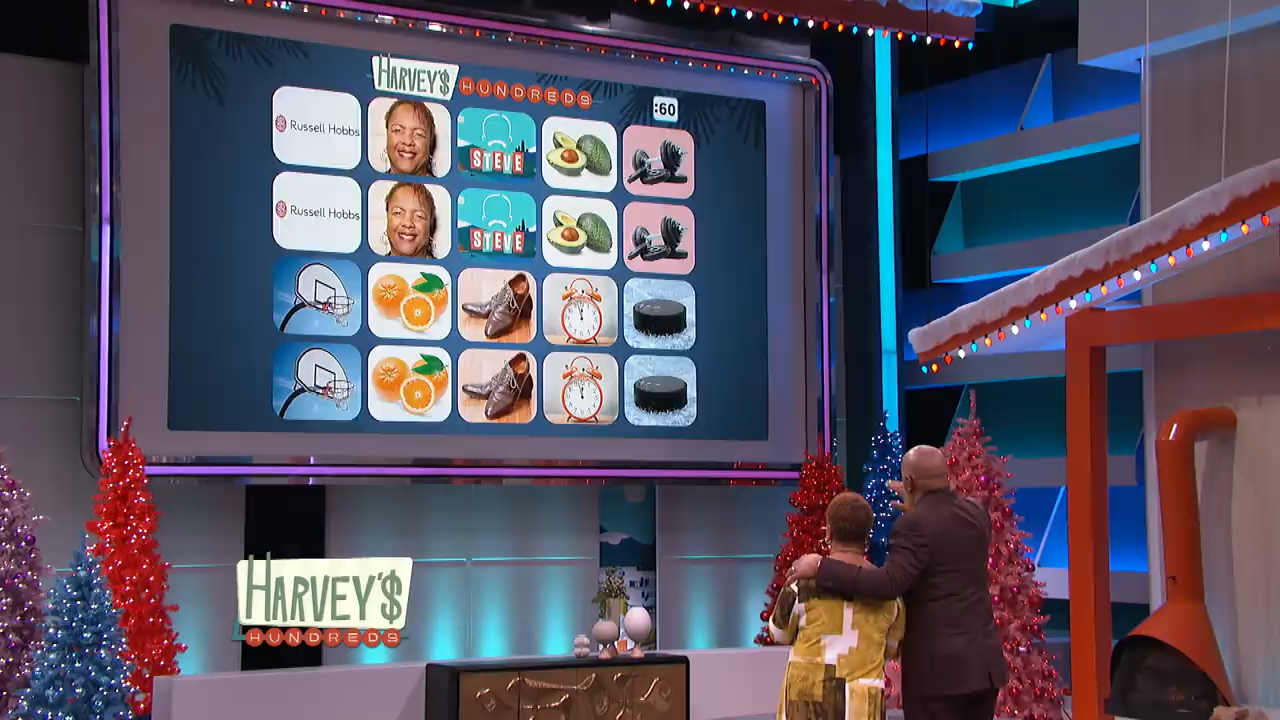 HARVEY'$
HUNDREDS
:60
Russell Hobbs
STEVE
Russell Hobbs
STEVE
HARVEY'$
HUNDREDS